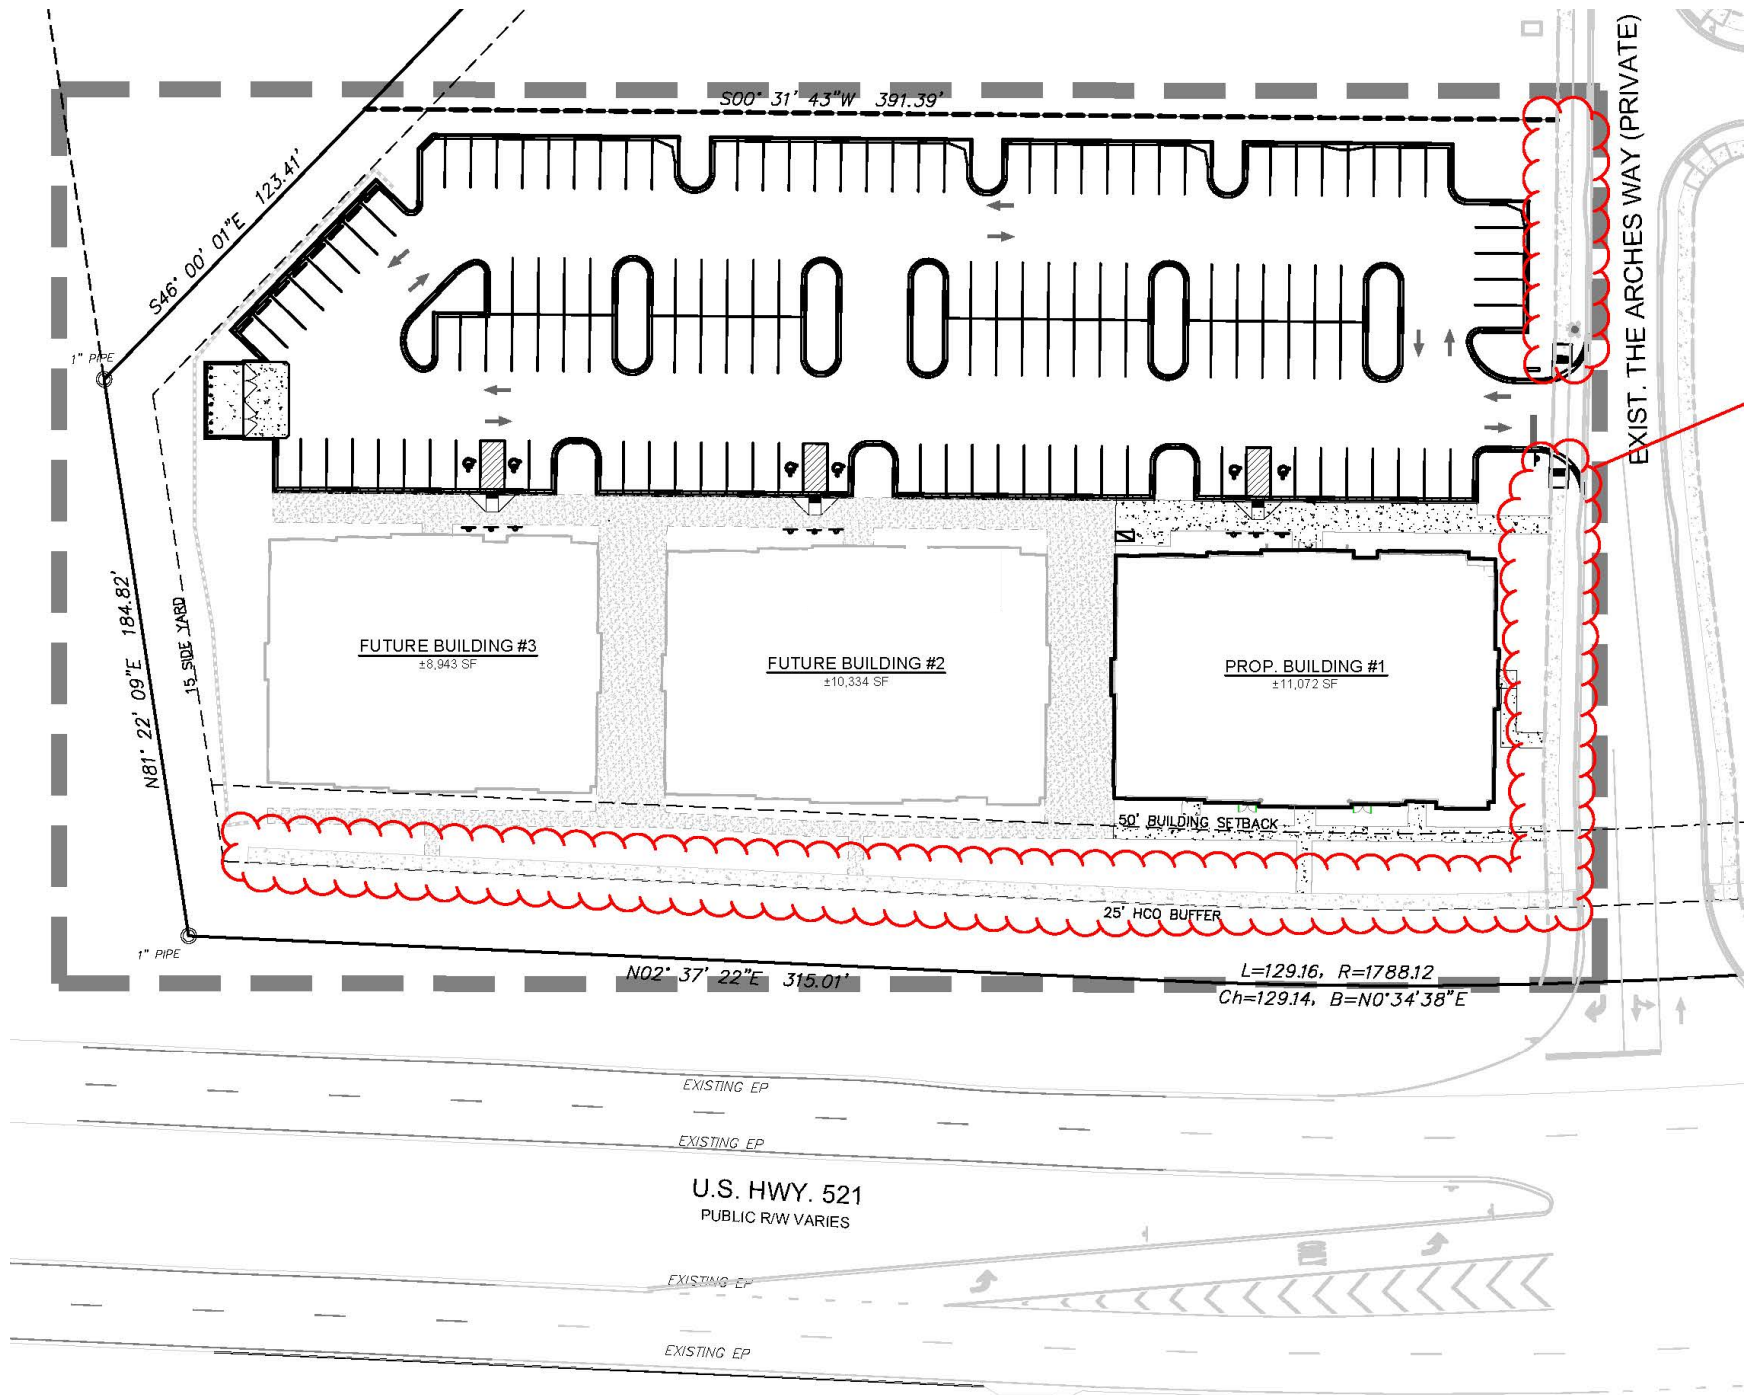 S00° 31' 43"W 391.39'
EXIST. THE ARCHES WAY (PRIVATE)
S46° 00' 01"E 123.41'
1" PIPE
N81° 22' 09"E 184.82'
15 SIDE YARD
FUTURE BUILDING #3
±8,943 SF
FUTURE BUILDING #2
±10,334 SF
PROP. BUILDING #1
±11,072 SF
50' BUILDING SETBACK
25' HCO BUFFER
1" PIPE
N02° 37' 22"E 315.01'
L=129.16, R=1788.12
Ch=129.14, B=N0°34'38"E
EXISTING EP
EXISTING EP
U.S. HWY. 521
PUBLIC R/W VARIES
EXISTING EP
EXISTING EP